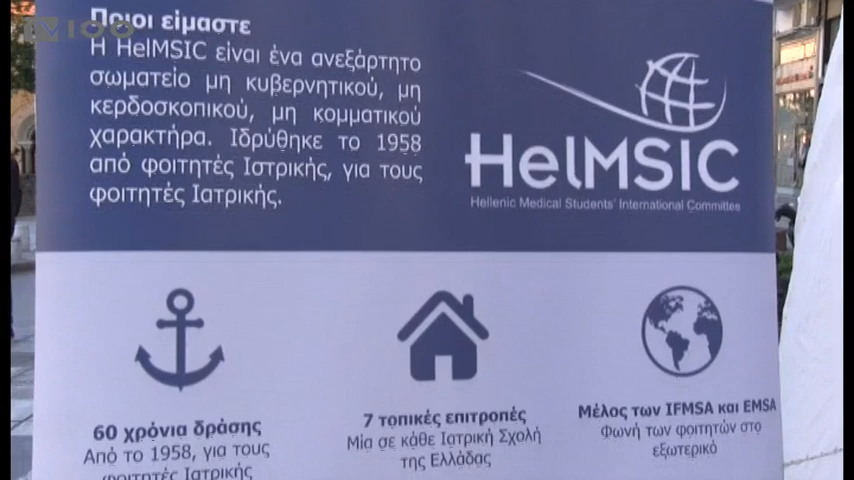 TV100
Ποιοι είμαστε
Η HelMSIC είναι ένα ανεξάρτητο
σωματείο μη κυβερνητικού, μη
κερδοσκοπικού, μη κομματικού
χαρακτήρα. Ιδρύθηκε το 1958
από φοιτητές Ιστρικής, για τους
φοιτητές Ιατρικής.
HelMSIC
Hellenic Medical Students' International Committee
60 χρόνια δράσης
Από το 1958, για τους
φοιτητές Ιατρικής
7 τοπικές επιτροπές
Μία σε κάθε Ιατρική Σχολή
της Ελλάδας
Μέλος των IFMSA και EMSA
Φωνή των φοιτητών στο
εξωτερικό